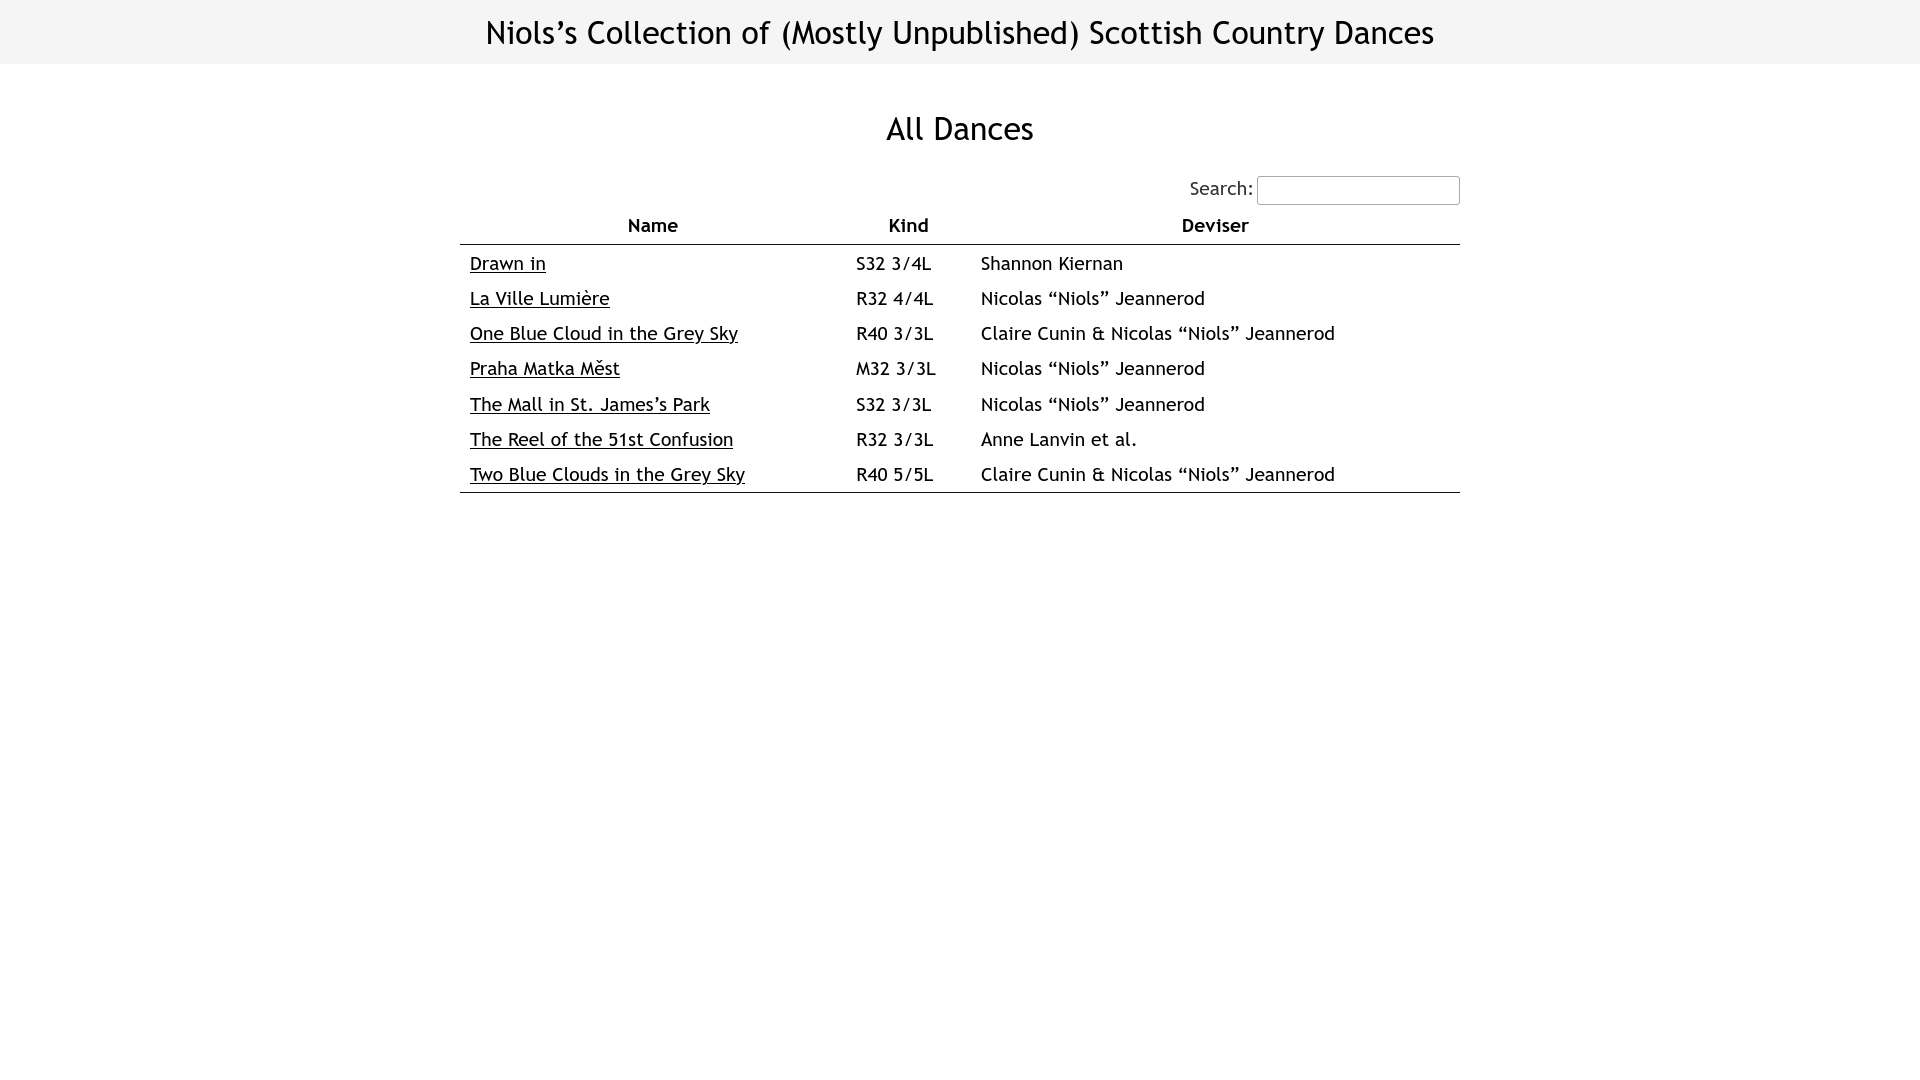 Niols’s Collection of (Mostly Unpublished) Scottish Country Dances
All Dances
Search:
Name Kind Deviser
Drawn in S32 3/4L Shannon Kiernan
La Ville Lumière R32 4/4L Nicolas “Niols” Jeannerod
One Blue Cloud in the Grey Sky R40 3/3L Claire Cunin & Nicolas “Niols” Jeannerod
Praha Matka Měst M32 3/3L Nicolas “Niols” Jeannerod
The Mall in St. James’s Park S32 3/3L Nicolas “Niols” Jeannerod
The Reel of the 51st Confusion R32 3/3L Anne Lanvin et al.
Two Blue Clouds in the Grey Sky R40 5/5L Claire Cunin & Nicolas “Niols” Jeannerod